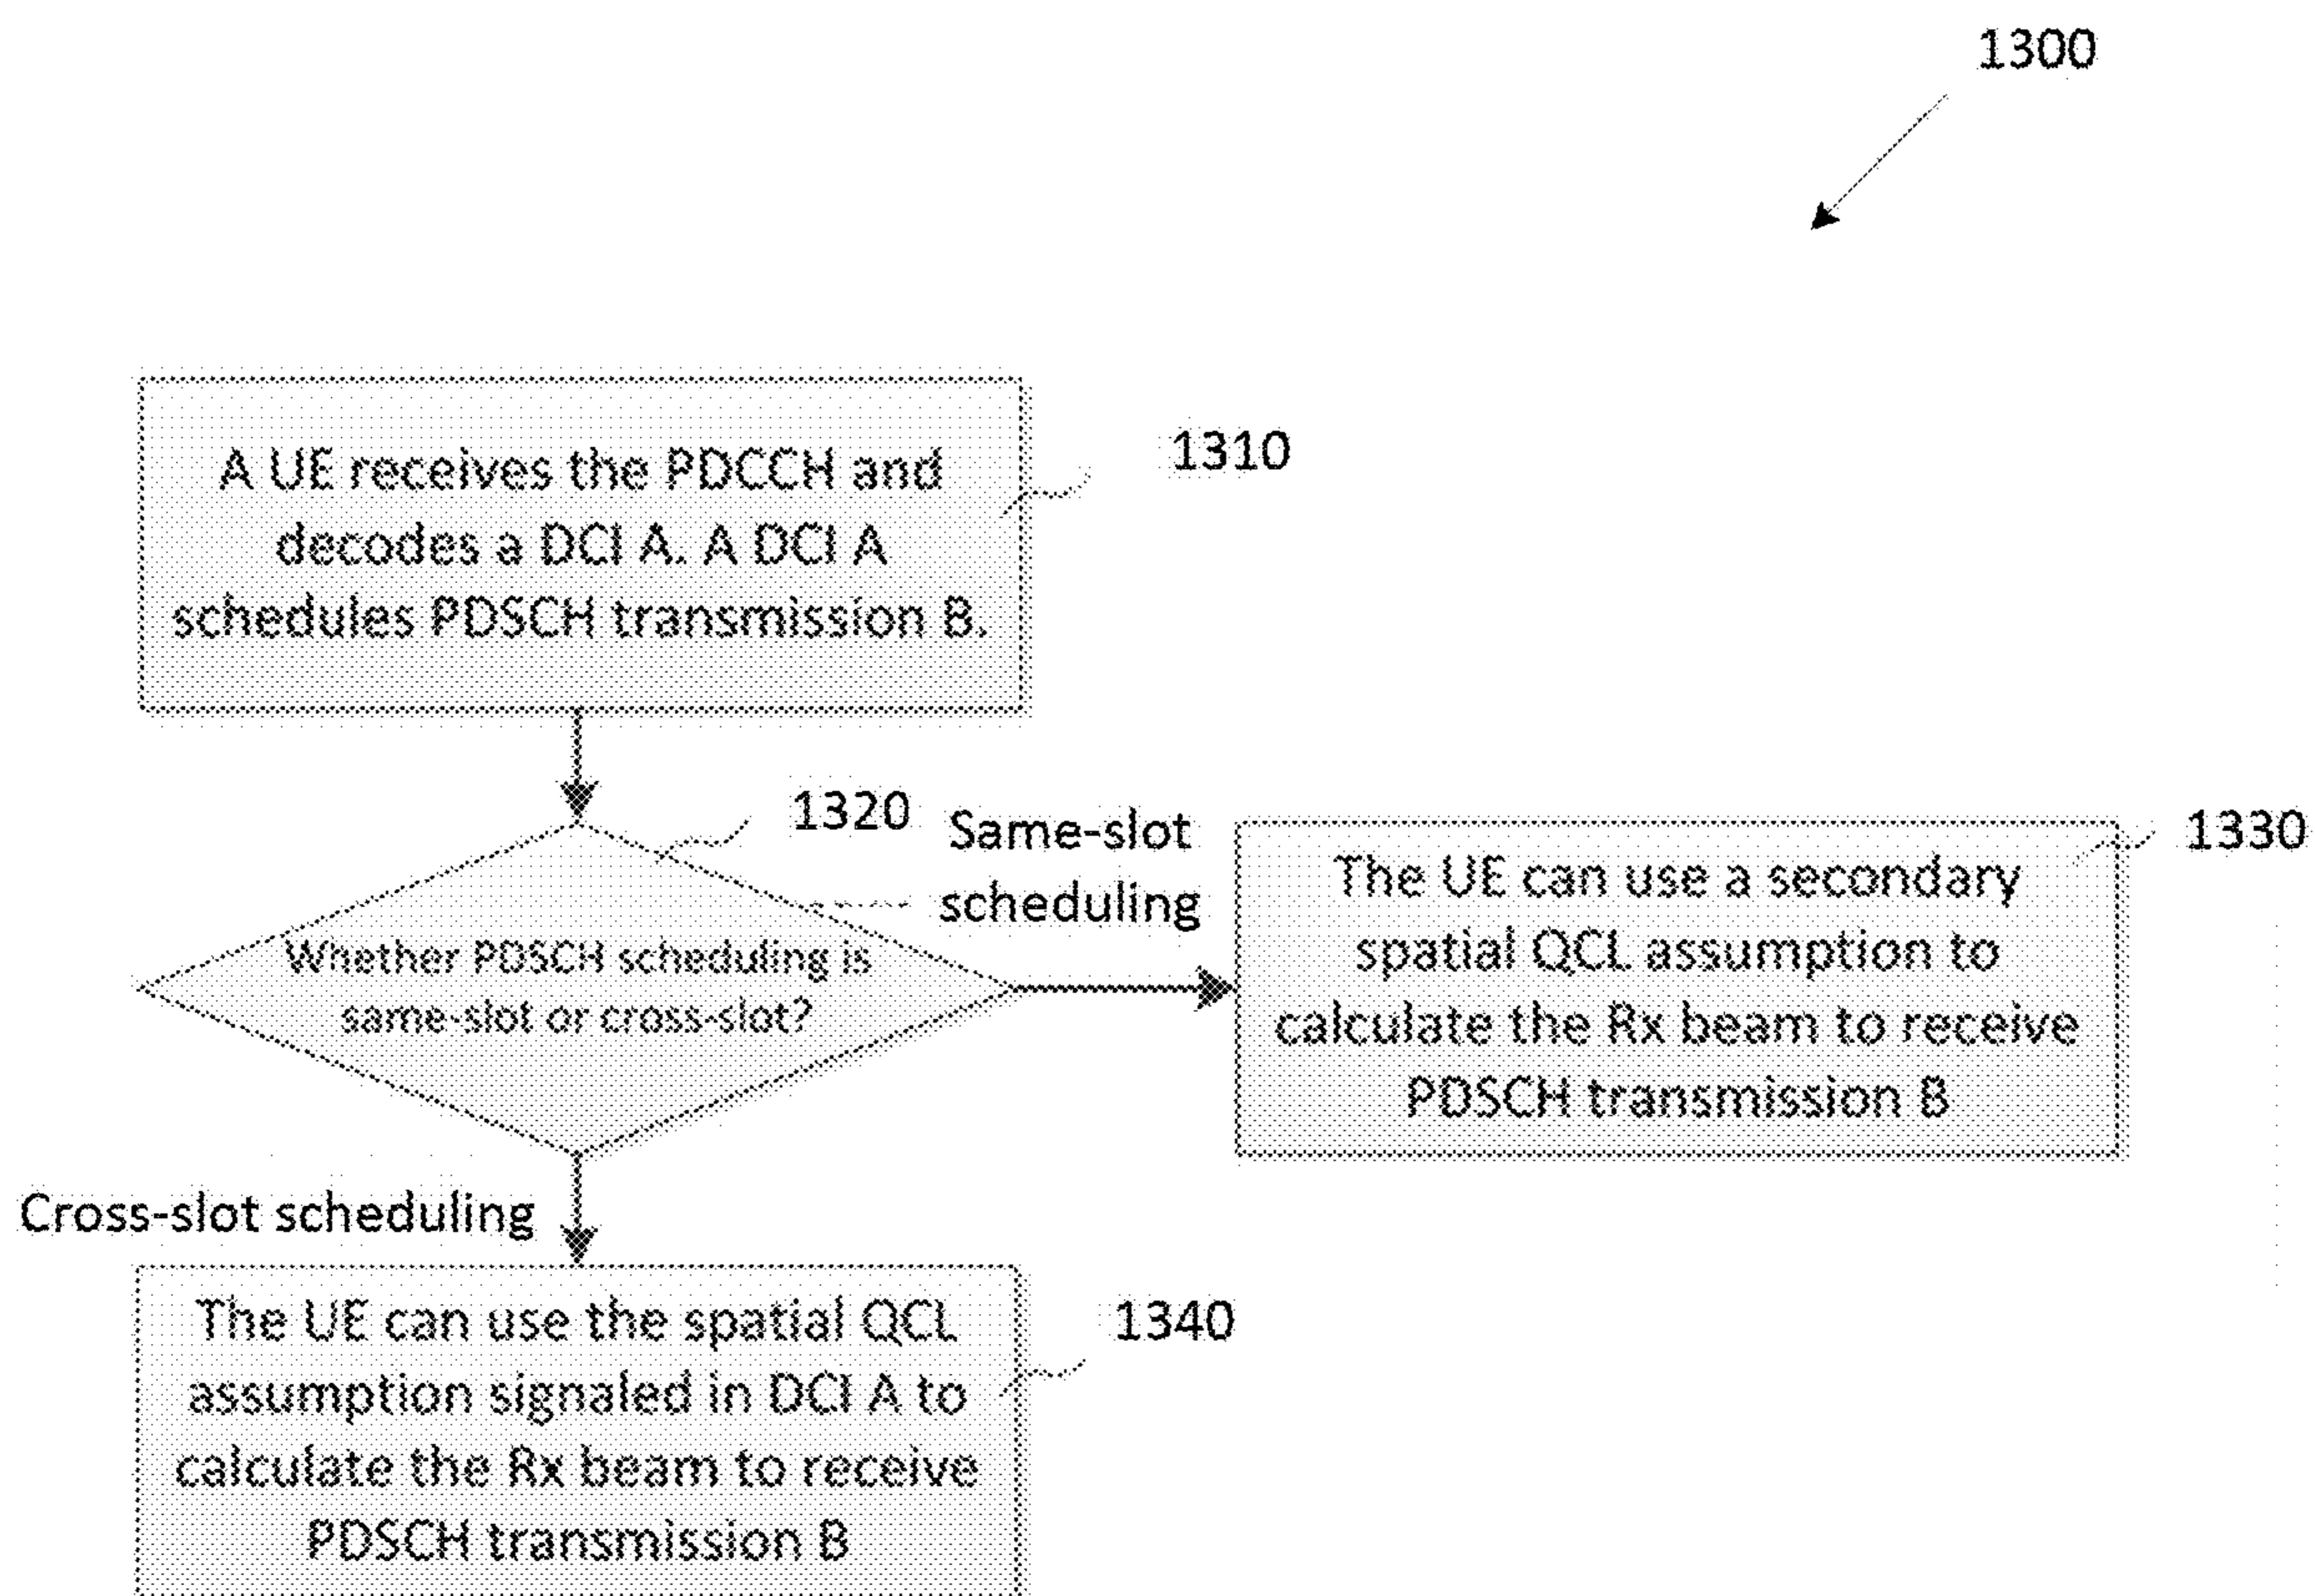 1300
A UE receives the PDCCH and
decodes a DCI A. A DCI A
schedules PDSCH transmission B.
1310
1320
Whether PDSCH scheduling is
same-slot or cross-slot?
Same-slot
scheduling
The UE can use a secondary
spatial QCL assumption to
calculate the Rx beam to receive
PDSCH transmission B
1330
Cross-slot scheduling
The UE can use the spatial QCL
assumption signaled in DCI A to
calculate the Rx beam to receive
PDSCH transmission B
1340